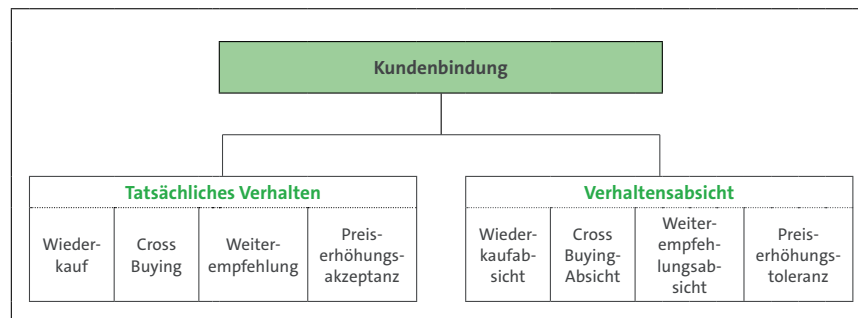 Kundenbindung
Tatsächliches Verhalten
Wieder-
kauf
Cross
Buying
Weiter-
empfehlung
Preis-
erhöhungs-
akzeptanz
Verhaltensabsicht
Wieder-
kaufab-
sicht
Cross
Buying-
Absicht
Weiter-
empfeh-
lungsab-
sicht
Preis-
erhöhungs-
toleranz